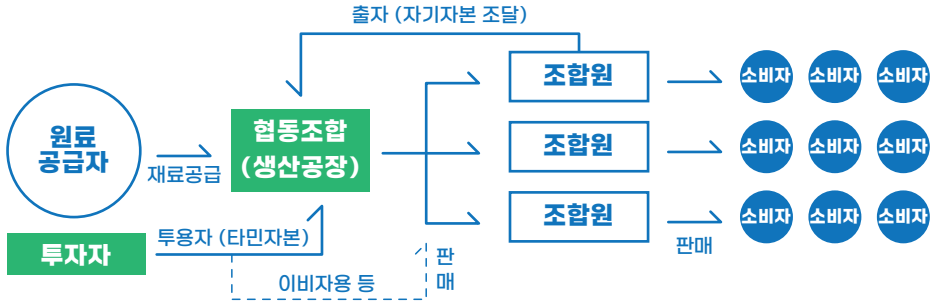 출자 (자기자본 조달)
원료
공급자
재료공급
협동조합
(생산공장)
조합원
소비자 소비자 소비자
조합원
소비자 소비자 소비자
조합원
소비자 소비자 소비자
판매
투자자
투용자 (타민자본)
이비자용 등
판
매